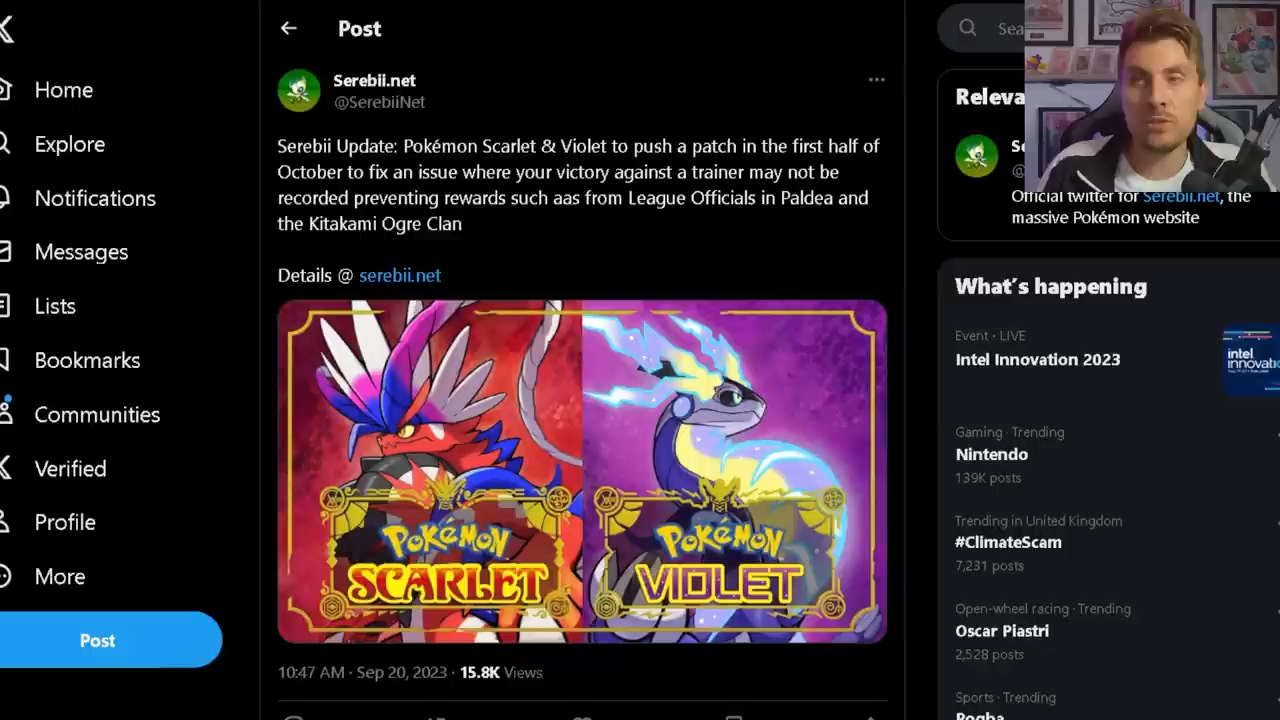 Post
Sea
Home
Explore
Notifications
Messages
Lists
Bookmarks
Communities
Verified
Profile
More
Post
Serebii.net
@SerebiiNet
Serebii Update: Pokémon Scarlet & Violet to push a patch in the first half of
October to fix an issue where your victory against a trainer may not be
recorded preventing rewards such aas from League Officials in Paldea and
the Kitakami Ogre Clan
Details @ serebii.net
POKÉMON
SCARLET
POKÉMON
VIOLET
10:47 AM · Sep 20, 2023 · 15.8K Views
Releva
Se
@
Official twitter for Serebii.net, the
massive Pokémon website
What's happening
Event · LIVE
Intel Innovation 2023
intel
innovati
Gaming · Trending
Nintendo
139K posts
Trending in United Kingdom
#ClimateScam
7,231 posts
Open-wheel racing · Trending
Oscar Piastri
2,528 posts
Sports · Trending